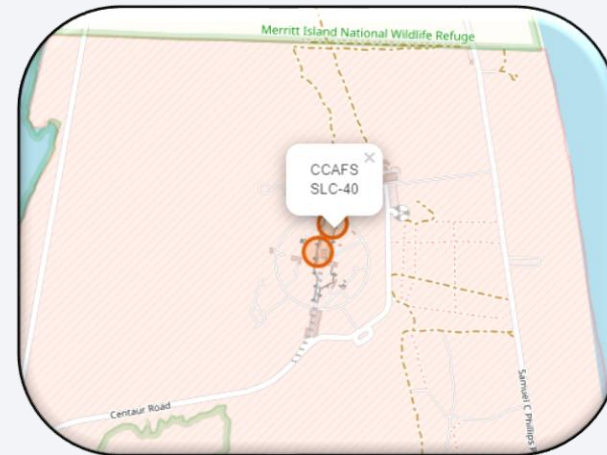 Merritt Island National Wildlife Refuge
×
CCAFS
SLC-40
Centaur Road
Samuel C Phillips